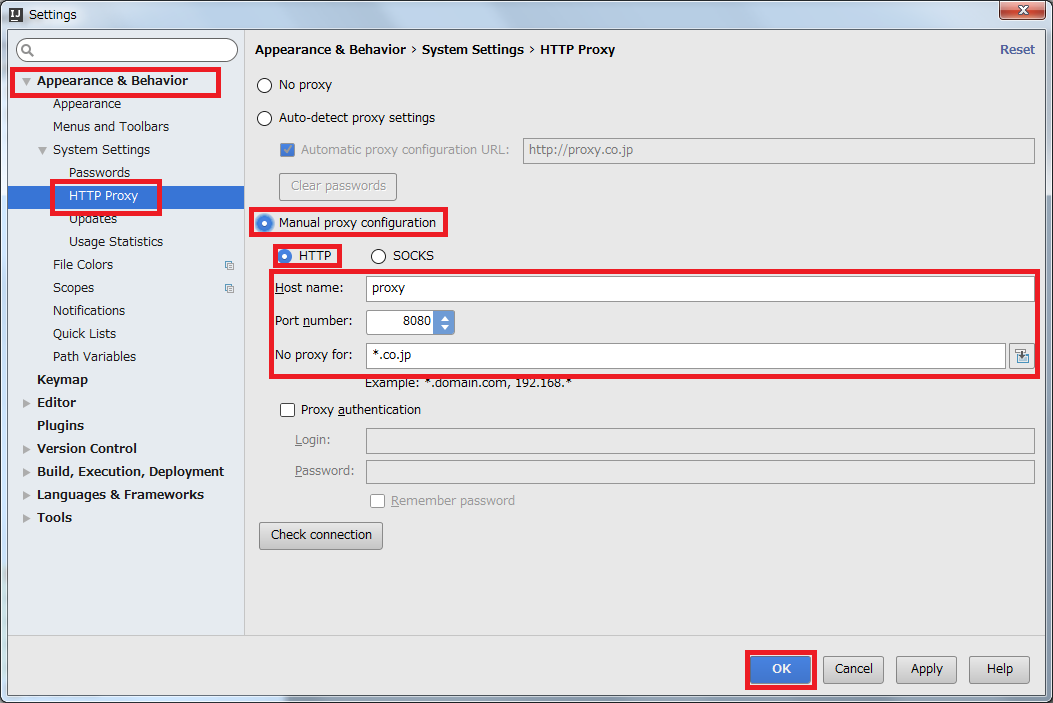 IJ Settings
Appearance & Behavior
Appearance
Menus and Toolbars
System Settings
Passwords
HTTP Proxy
Updates
Usage Statistics
File Colors
Scopes
Notifications
Quick Lists
Path Variables
Keymap
Editor
Plugins
Version Control
Build, Execution, Deployment
Languages & Frameworks
Tools
Appearance & Behavior › System Settings › HTTP Proxy Reset
No proxy
Auto-detect proxy settings
Automatic proxy configuration URL: http://proxy.co.jp
Clear passwords
Manual proxy configuration
HTTP SOCKS
Host name: proxy
Port number: 8080
No proxy for: *.co.jp
Example: *.domain.com, 192.168.*
Proxy authentication
Login:
Password:
Remember password
Check connection
OK Cancel Apply Help